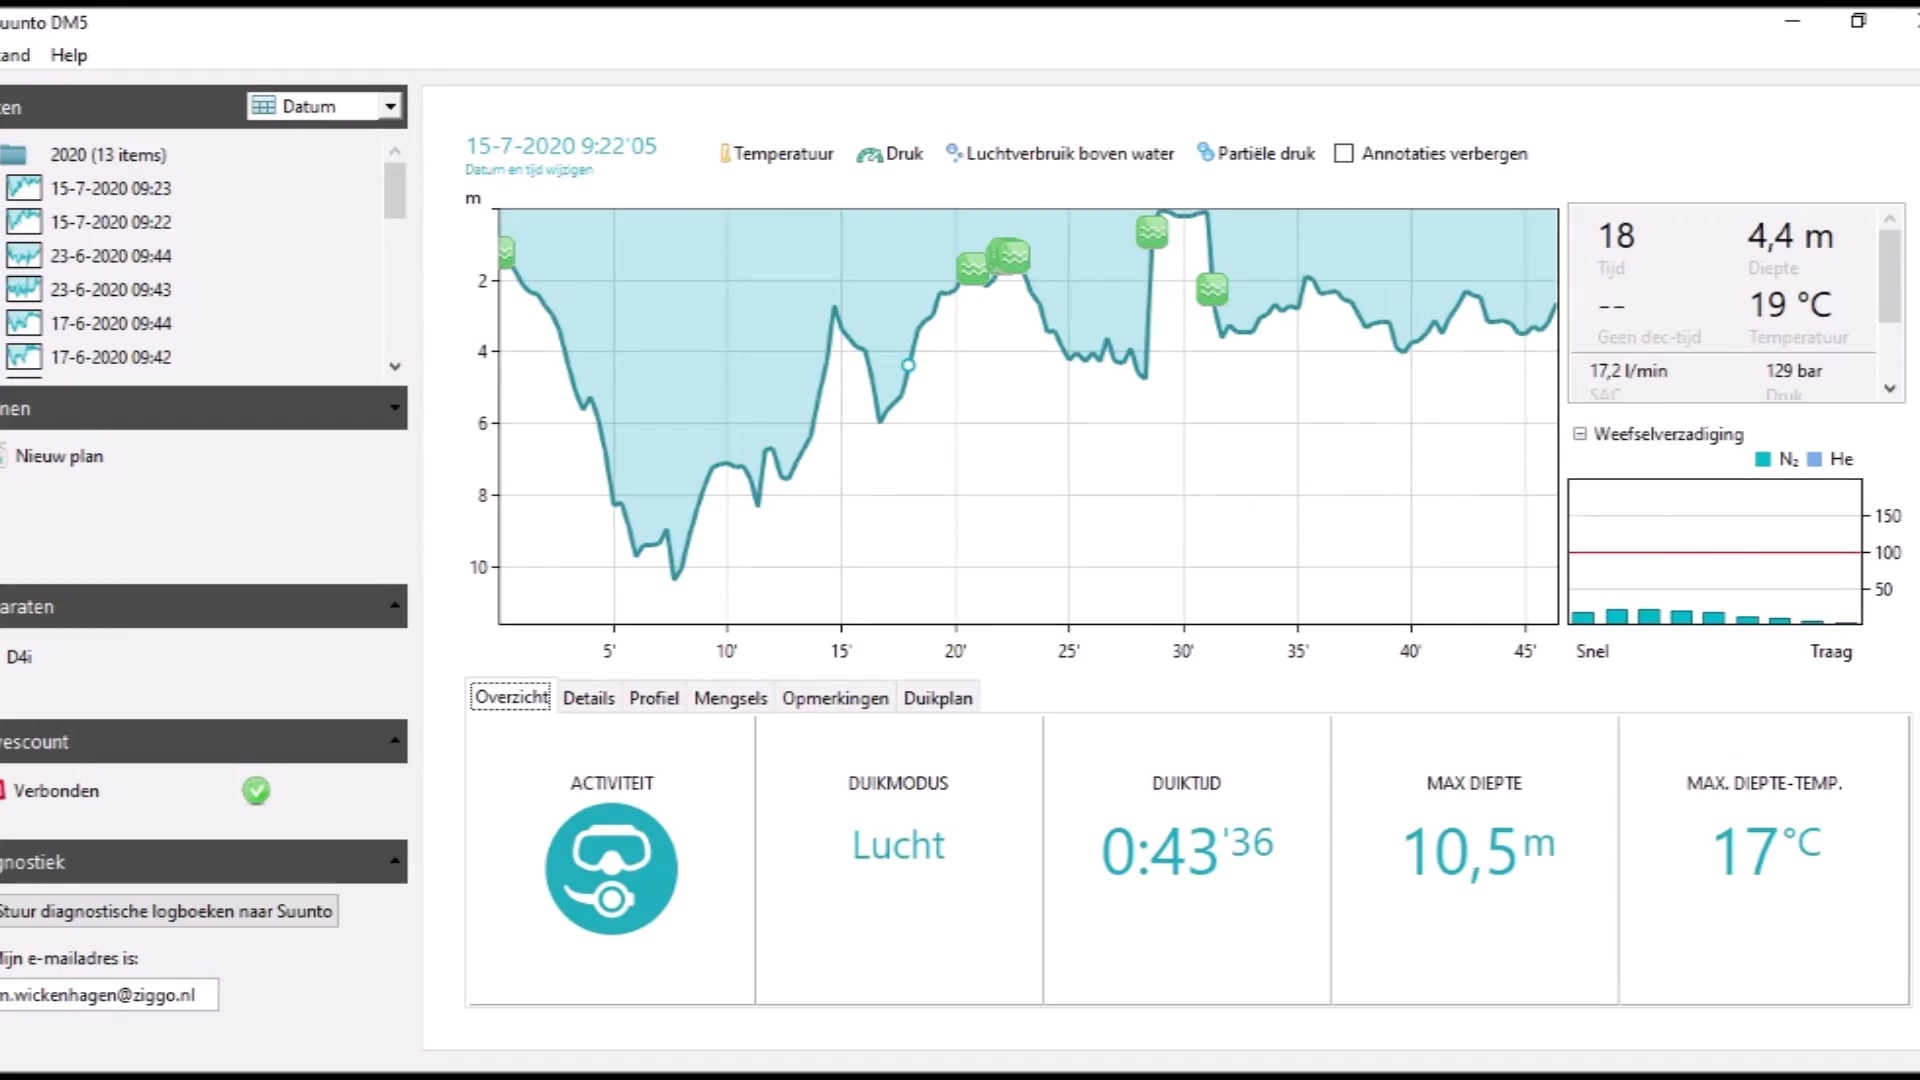 uunto DM5
and Help
en Datum
2020 (13 items)
15-7-2020 09:23
15-7-2020 09:22
23-6-2020 09:44
23-6-2020 09:43
17-6-2020 09:44
17-6-2020 09:42
nen
Nieuw plan
araten
D4i
vescount
Verbonden
gnostiek
Stuur diagnostische logboeken naar Suunto
Mijn e-mailadres is:
m.wickenhagen@ziggo.nl
15-7-2020 9:22'05
Datum en tijd wijzigen
Temperatuur Druk Luchtverbruik boven water Partiële druk Annotaties verbergen
m
2
4
6
8
10
5' 10' 15' 20' 25' 30' 35' 40' 45'
18 4,4 m
Tijd Diepte
-- 19 °C
Geen dec-tijd Temperatuur
17,2 l/min 129 bar
SAC Druk
Weefselverzadiging
N₂ He
150
100
50
Snel Traag
Overzicht Details Profiel Mengsels Opmerkingen Duikplan
ACTIVITEIT DUIKMODUS DUIKTIJD MAX DIEPTE MAX. DIEPTE-TEMP.
Lucht 0:43'36 10,5 m 17 °C